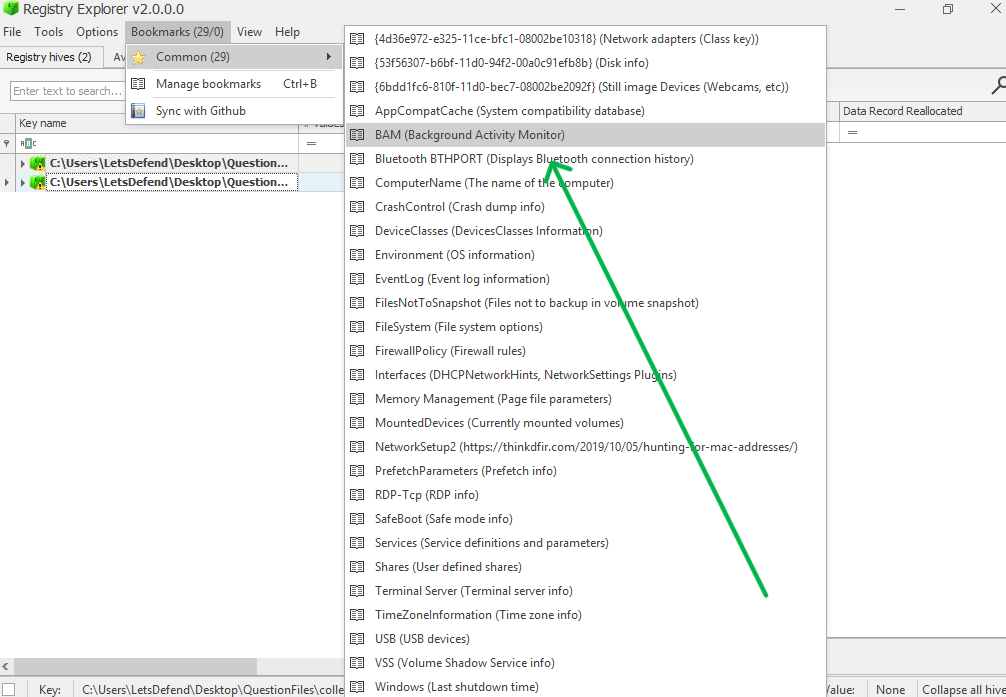 Registry Explorer v2.0.0.0
File Tools Options Bookmarks (29/0) View Help
Registry hives (2) Av
Common (29)
Manage bookmarks Ctrl+B
Sync with Github
Enter text to search...
Key name
Data Record Reallocated
=
=
C:\Users\LetsDefend\Desktop\Question...
C:\Users\LetsDefend\Desktop\Question...
{4d36e972-e325-11ce-bfc1-08002be10318} (Network adapters (Class key))
{53f56307-b6bf-11d0-94f2-00a0c91efb8b} (Disk info)
{6bdd1fc6-810f-11d0-bec7-08002be2092f} (Still image Devices (Webcams, etc))
AppCompatCache (System compatibility database)
BAM (Background Activity Monitor)
Bluetooth BTHPORT (Displays Bluetooth connection history)
ComputerName (The name of the computer)
CrashControl (Crash dump info)
DeviceClasses (DevicesClasses Information)
Environment (OS information)
EventLog (Event log information)
FilesNotToSnapshot (Files not to backup in volume snapshot)
FileSystem (File system options)
FirewallPolicy (Firewall rules)
Interfaces (DHCPNetworkHints, NetworkSettings Plugins)
Memory Management (Page file parameters)
MountedDevices (Currently mounted volumes)
NetworkSetup2 (https://thinkdfir.com/2019/10/05/hunting-for-mac-addresses/)
PrefetchParameters (Prefetch info)
RDP-Tcp (RDP info)
SafeBoot (Safe mode info)
Services (Service definitions and parameters)
Shares (User defined shares)
Terminal Server (Terminal server info)
TimeZoneInformation (Time zone info)
USB (USB devices)
VSS (Volume Shadow Service info)
Windows (Last shutdown time)
Key: C:\Users\LetsDefend\Desktop\QuestionFiles\colle
Value: None Collapse all hive